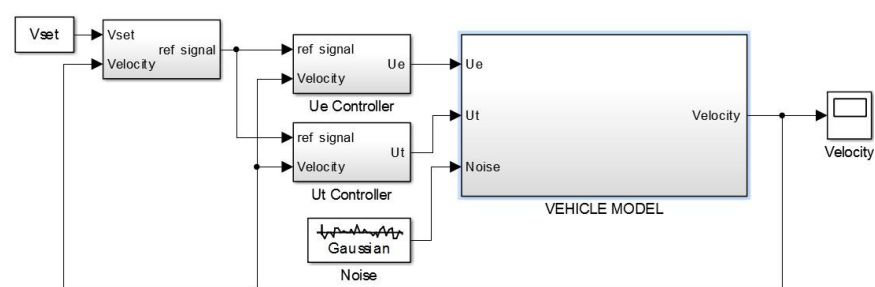 Vset
Vset
ref signal
Velocity
ref signal
Ue
Velocity
Ue Controller
ref signal
Ut
Velocity
Ut Controller
Gaussian
Noise
Ue
Ut
Velocity
Noise
VEHICLE MODEL
Velocity